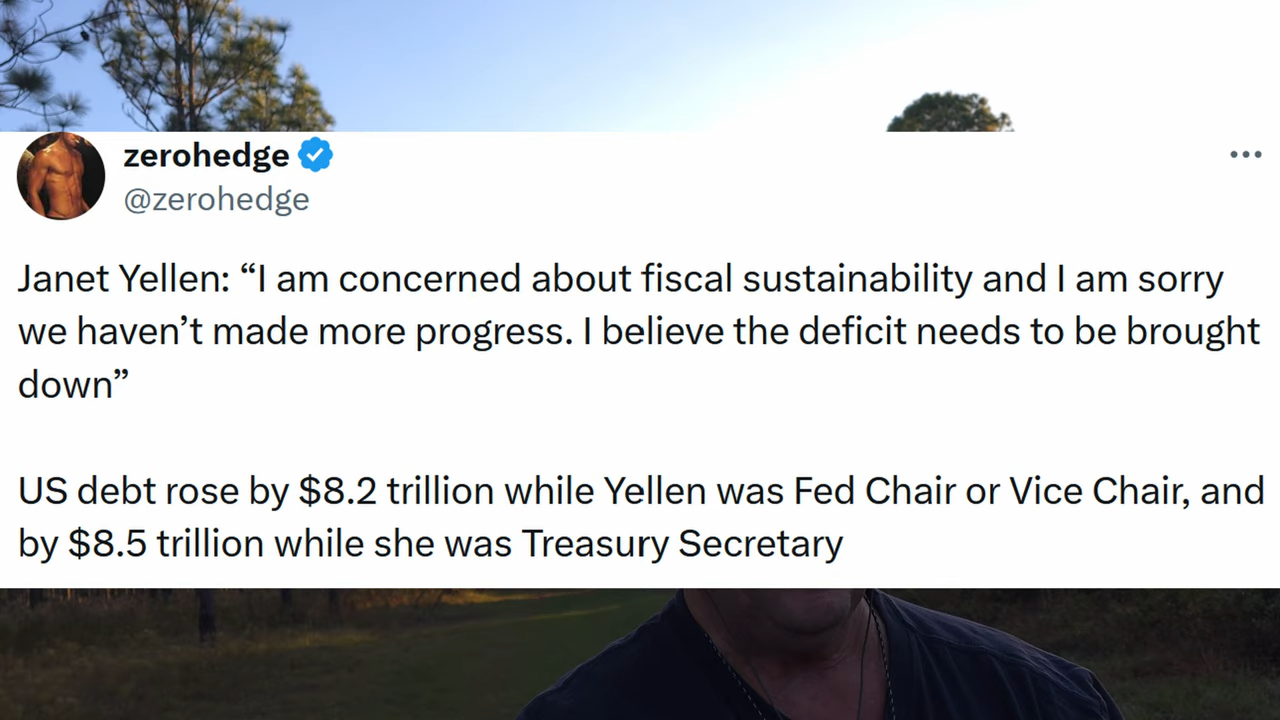 zerohedge
@zerohedge
Janet Yellen: “I am concerned about fiscal sustainability and I am sorry
we haven’t made more progress. I believe the deficit needs to be brought
down”
US debt rose by $8.2 trillion while Yellen was Fed Chair or Vice Chair, and
by $8.5 trillion while she was Treasury Secretary